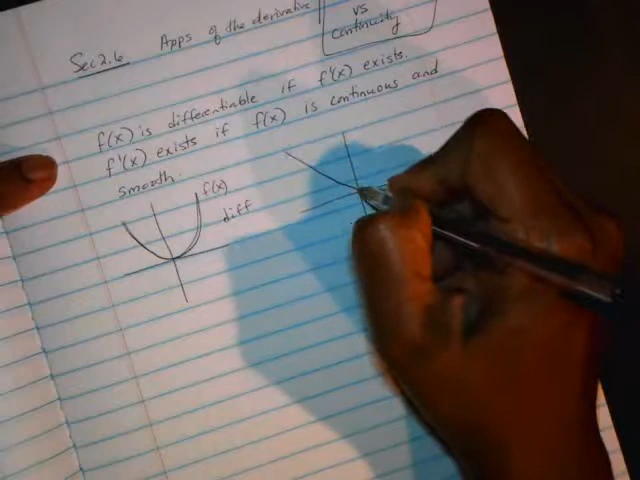 Sec 2.6 Apps of the derivative
vs
Continuity
f(x) is differentiable if f'(x) exists.
f'(x) exists if f(x) is continuous and
smooth.
f(x)
diff